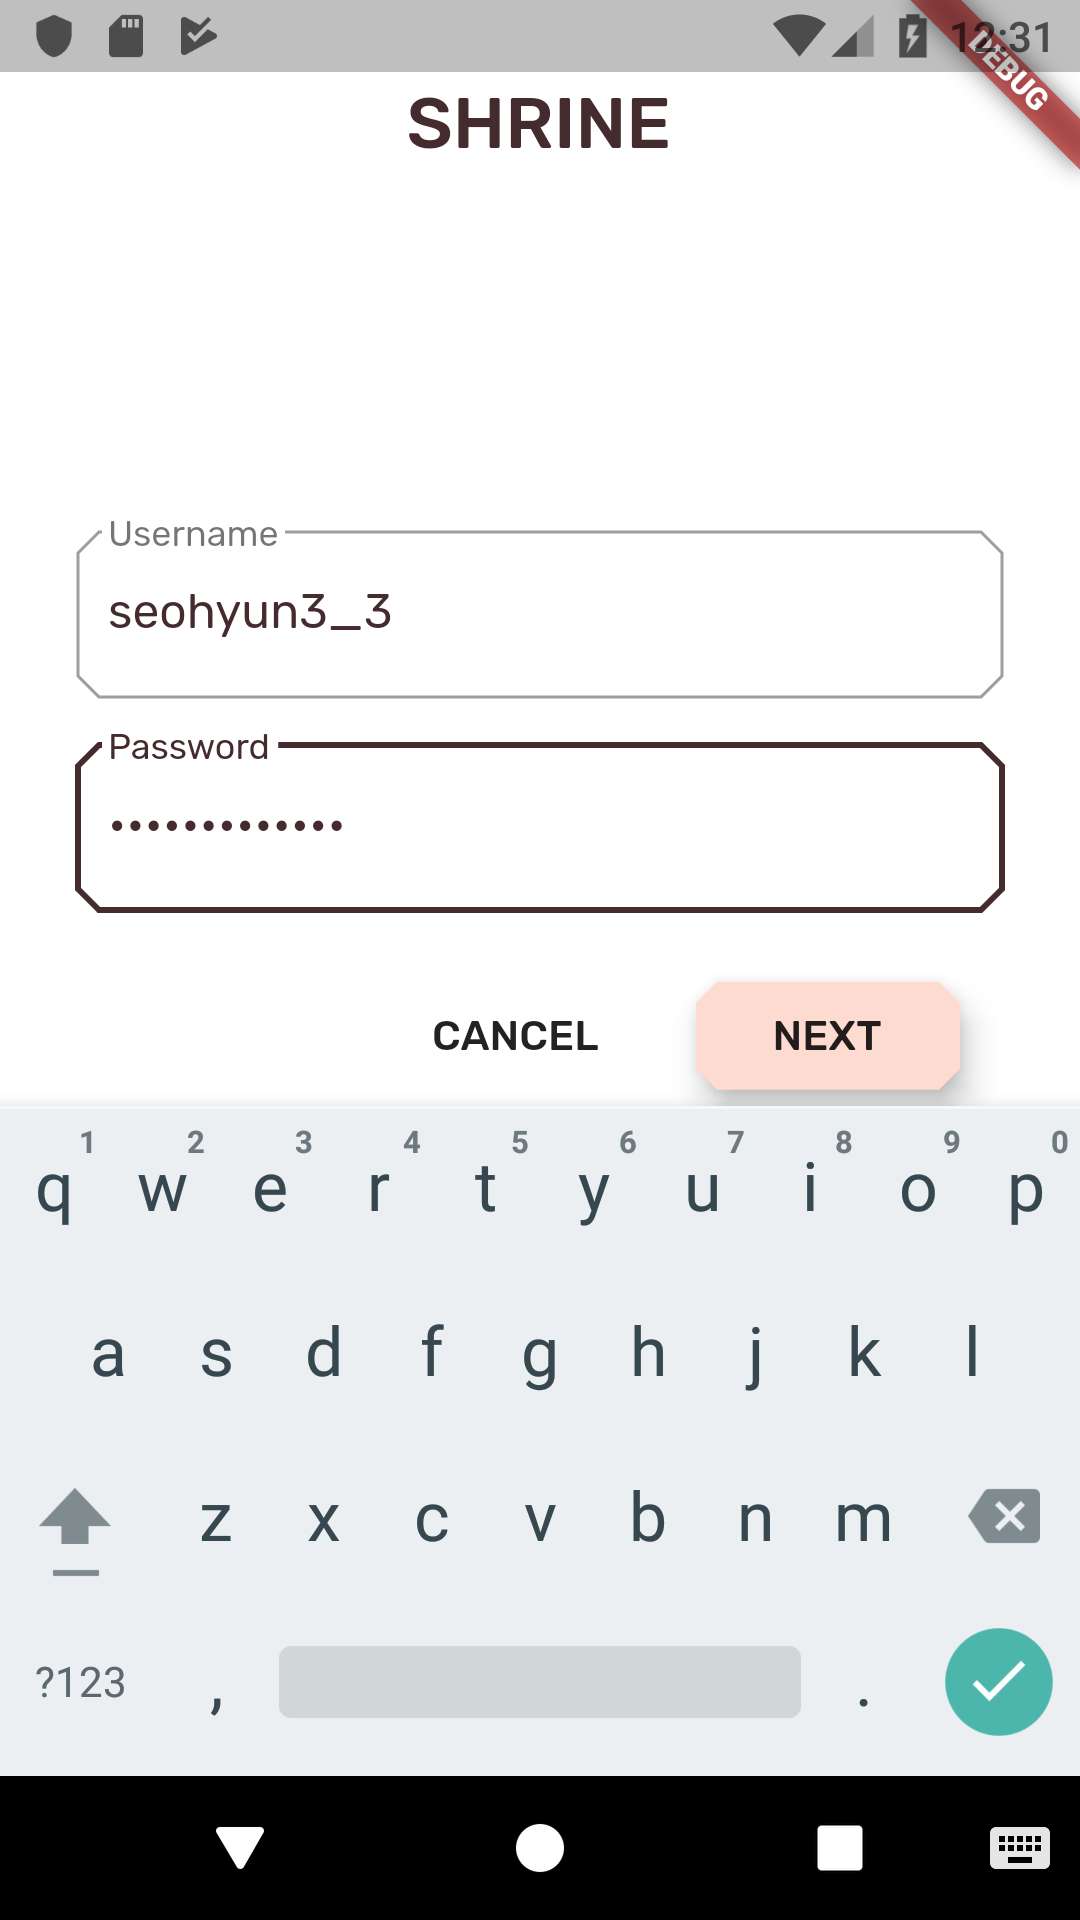 12:31
DEBUG
SHRINE
Username
seohyun3_3
Password
•••••••••••••
CANCEL NEXT
1 2 3 4 5 6 7 8 9 0
q w e r t y u i o p
a s d f g h j k l
z x c v b n m
?123 , .